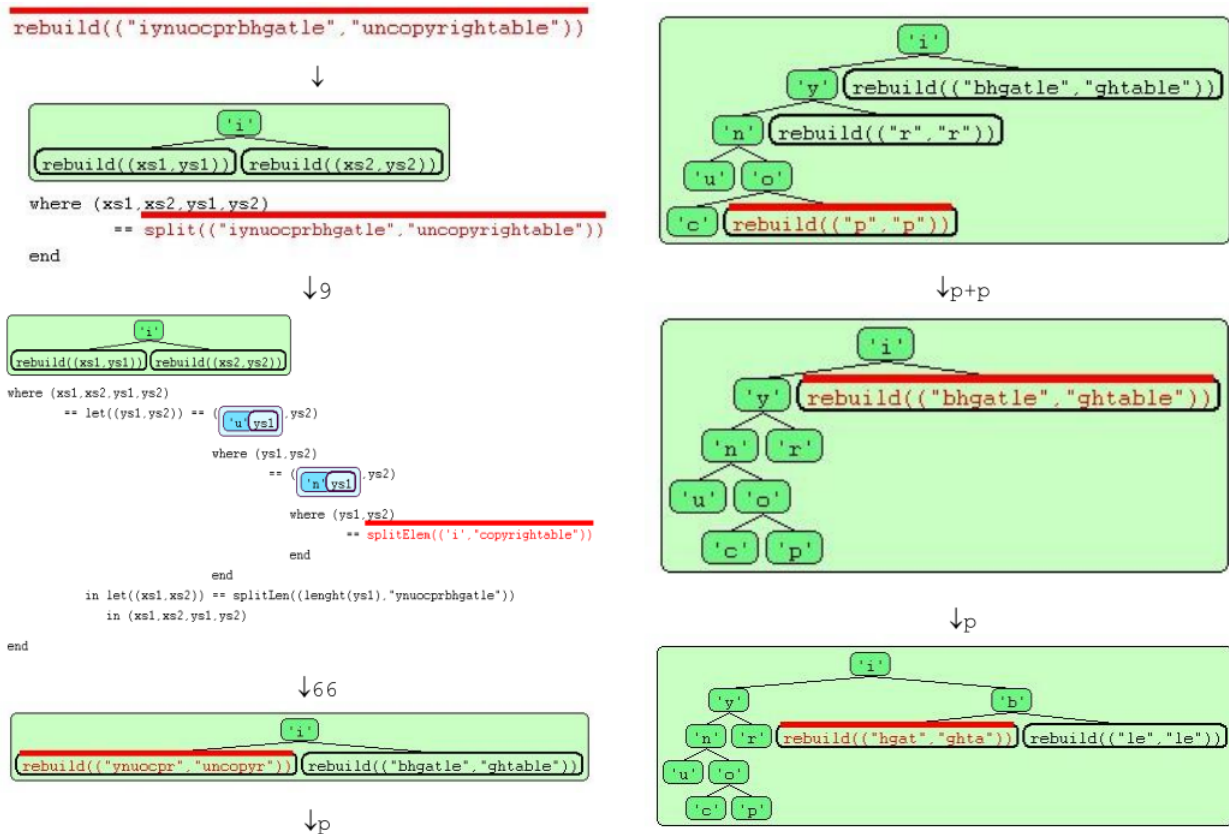 rebuild(("iynuocprbhgatle","uncopyrightable"))
↓
'i'
rebuild((xs1,ys1)) rebuild((xs2,ys2))
where (xs1,xs2,ys1,ys2)
== split(("iynuocprbhgatle","uncopyrightable"))
end
↓9
'i'
rebuild((xs1,ys1)) rebuild((xs2,ys2))
where (xs1,xs2,ys1,ys2)
== let((ys1,ys2)) == ('u' ys1,ys2)
where (ys1,ys2)
== ('n' ys1,ys2)
where (ys1,ys2)
== splitElem(('i',"copyrightable"))
end
end
in let((xs1,xs2)) == splitLen((lenght(ys1),"ynuocprbhgatle"))
in (xs1,xs2,ys1,ys2)
end
↓66
'i'
rebuild(("ynuocpr","uncopyr")) rebuild(("bhgatle","ghtable"))
↓p
'i'
'y' rebuild(("bhgatle","ghtable"))
'n' rebuild(("r","r"))
'u' 'o'
'c' rebuild(("p","p"))
↓p+p
'i'
'y' rebuild(("bhgatle","ghtable"))
'n' 'r'
'u' 'o'
'c' 'p'
↓p
'i'
'y' 'b'
'n' 'r' rebuild(("hgat","ghta")) rebuild(("le","le"))
'u' 'o'
'c' 'p'